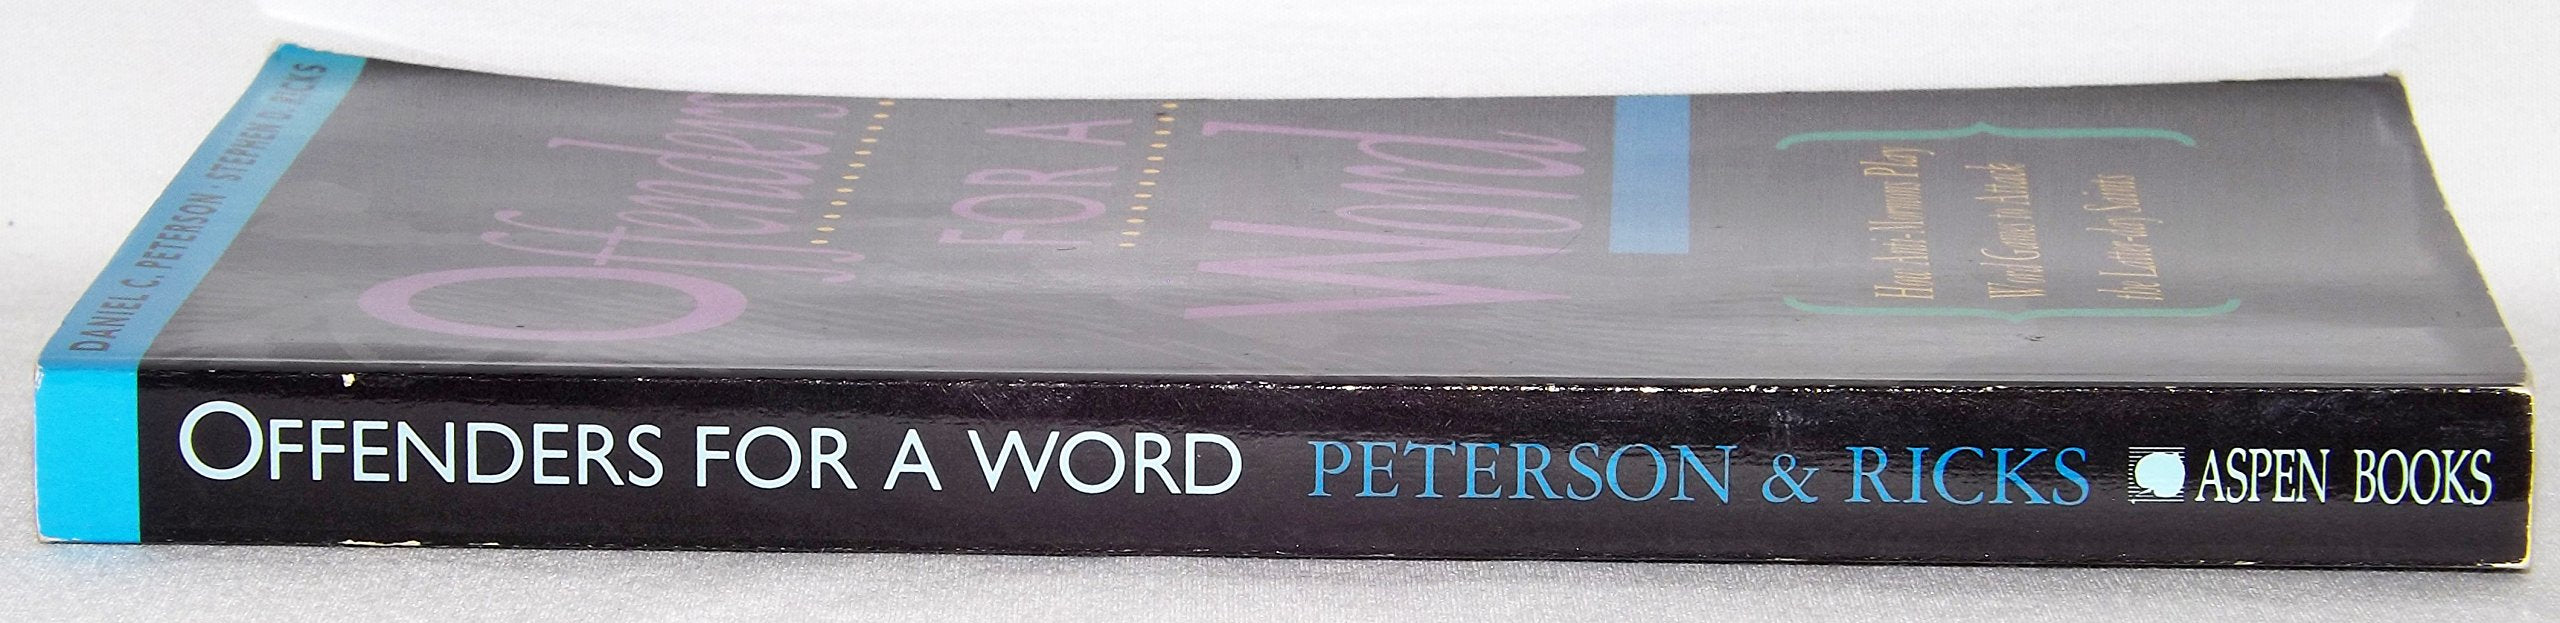 DANIEL C. PETERSON · STEPHEN D. RICKS
Offenders
FOR A
Word
How Anti-Mormons Play
Word Games to Attack
the Latter-day Saints
OFFENDERS FOR A WORD PETERSON & RICKS ASPEN BOOKS